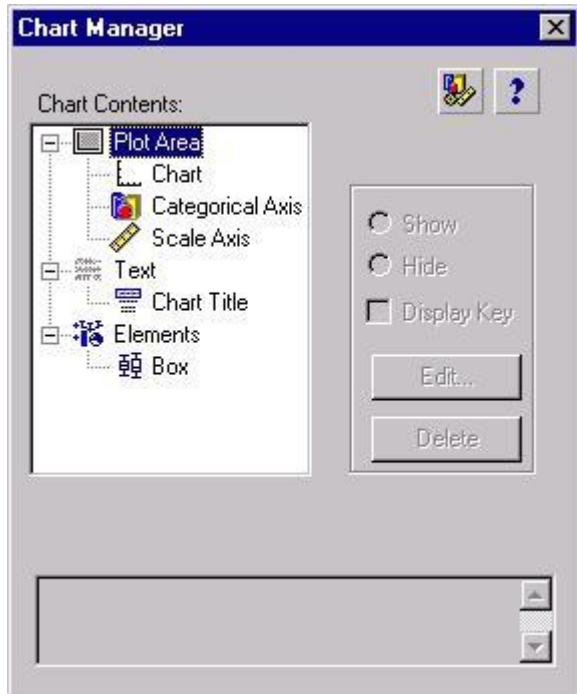 Chart Manager
Chart Contents:
?
Plot Area
Chart
Categorical Axis
Scale Axis
Text
Chart Title
Elements
Box
Show
Hide
Display Key
Edit...
Delete